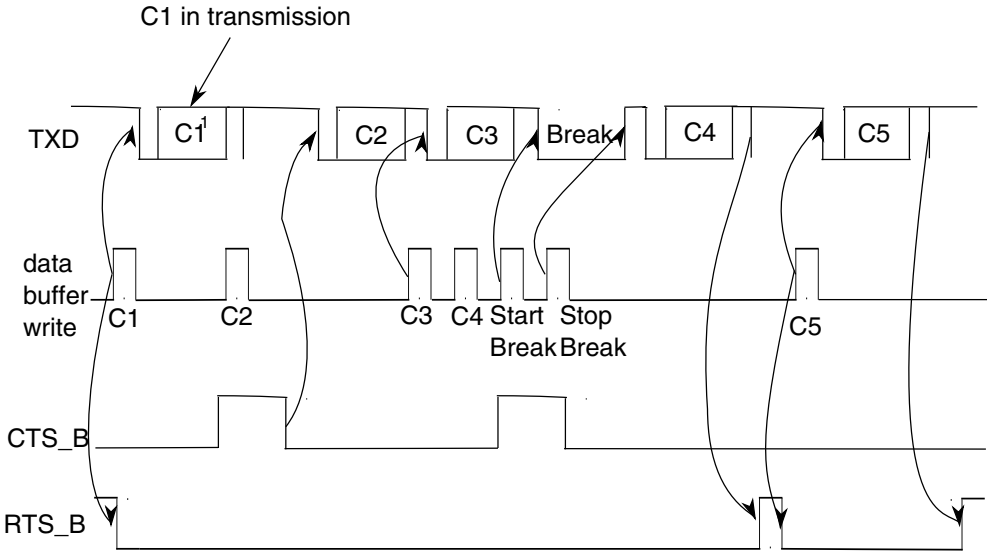 C1 in transmission
TXD
C1 1
C2
C3
Break
C4
C5
data
buffer
write
C1
C2
C3
C4
Start
Break
Stop
Break
C5
CTS_B
RTS_B